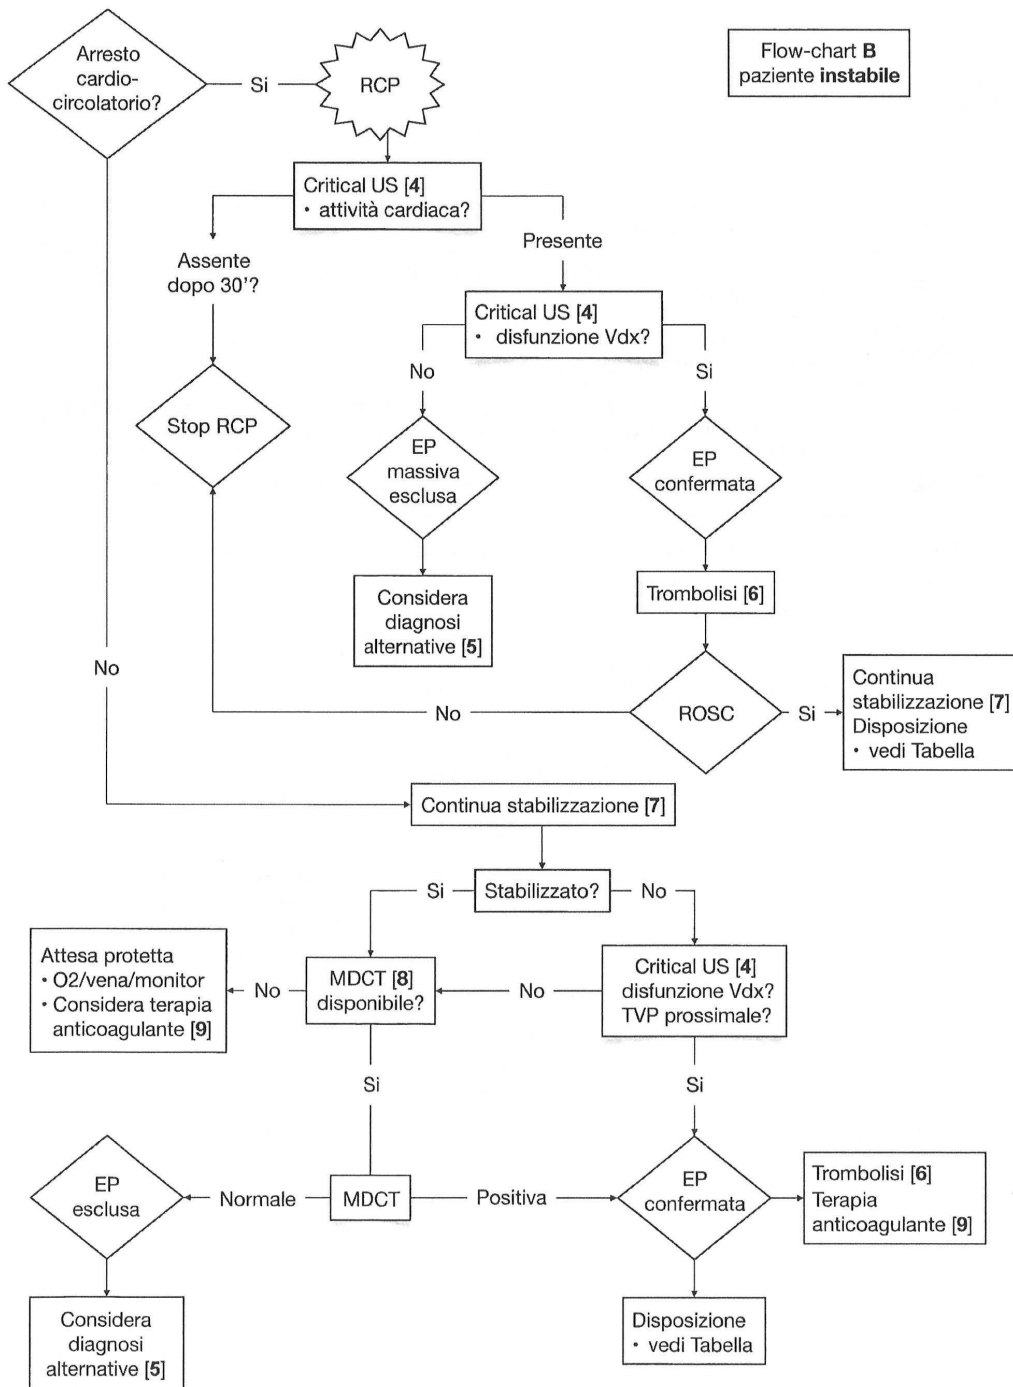 Arresto
cardio-
circolatorio?
Si
RCP
Flow-chart B
paziente instabile
Critical US [4]
• attività cardiaca?
Assente
dopo 30'?
Presente
Critical US [4]
• disfunzione Vdx?
No
Si
Stop RCP
EP
massiva
esclusa
EP
confermata
Considera
diagnosi
alternative [5]
Trombolisi [6]
No
No
ROSC
Si
Continua
stabilizzazione [7]
Disposizione
• vedi Tabella
Continua stabilizzazione [7]
Si
Stabilizzato?
No
Attesa protetta
• O2/vena/monitor
• Considera terapia
anticoagulante [9]
No
MDCT [8]
disponibile?
No
Critical US [4]
disfunzione Vdx?
TVP prossimale?
Si
Si
EP
esclusa
Normale
MDCT
Positiva
EP
confermata
Trombolisi [6]
Terapia
anticoagulante [9]
Considera
diagnosi
alternative [5]
Disposizione
• vedi Tabella